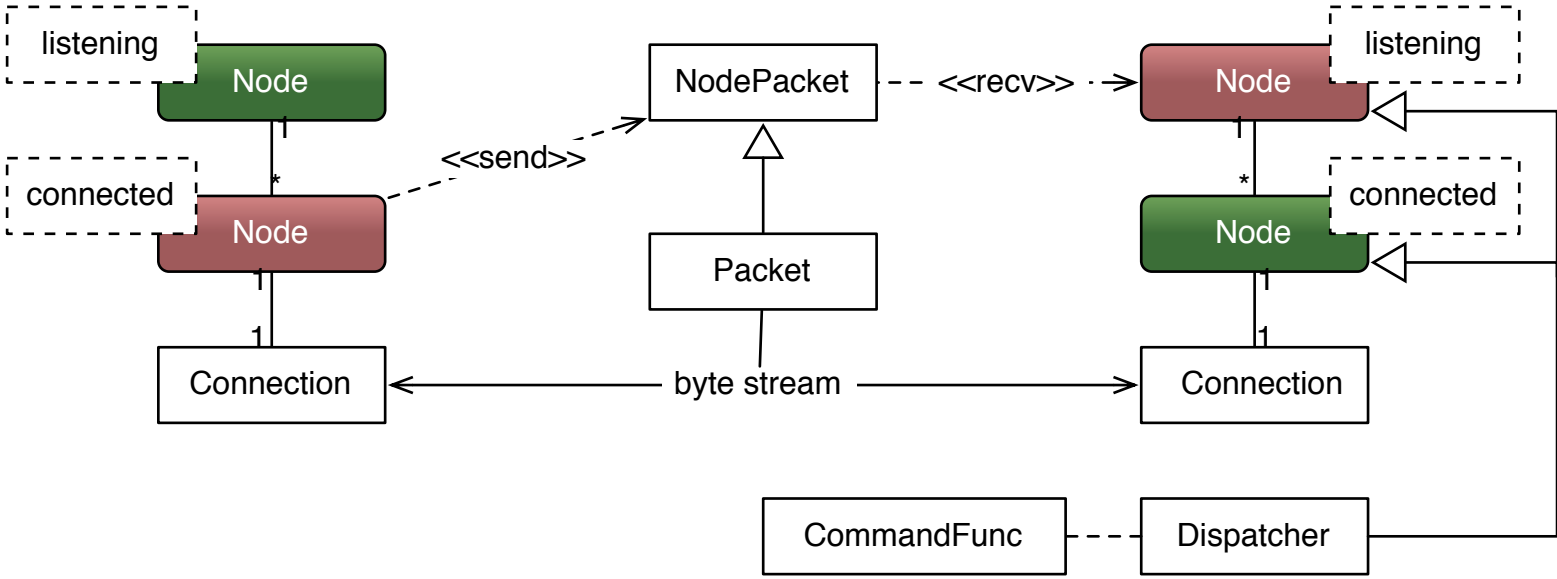 listening
Node
1
*
connected
Node
1
1
Connection
<<send>>
NodePacket
Packet
byte stream
<<recv>>
listening
Node
1
*
connected
Node
1
1
Connection
CommandFunc
Dispatcher